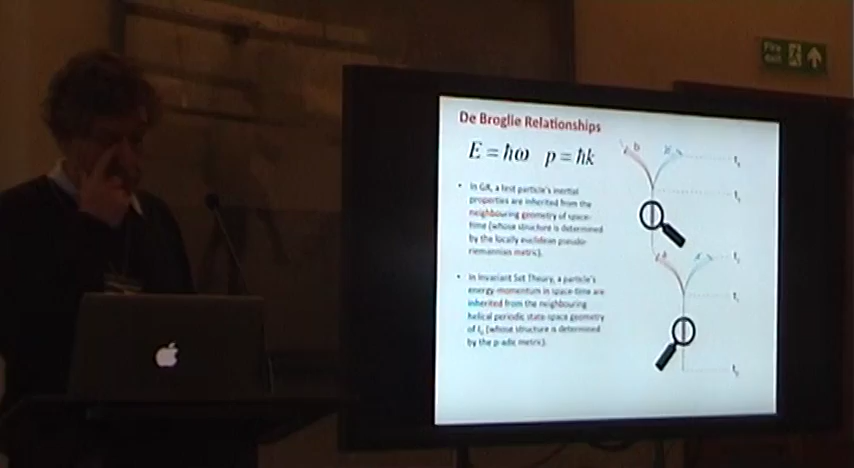 Fire
exit
De Broglie Relationships
E = ħω p = ħk
• In GR, a test particle's inertial
properties are inherited from the
neighbouring geometry of space-
time (whose structure is determined
by the locally euclidean pseudo-
riemannian metric).
• In Invariant Set Theory, a particle's
energy-momentum in space-time are
inherited from the neighbouring
helical periodic state-space geometry
of I
(whose structure is determined
by the p-adic metric).
b
a